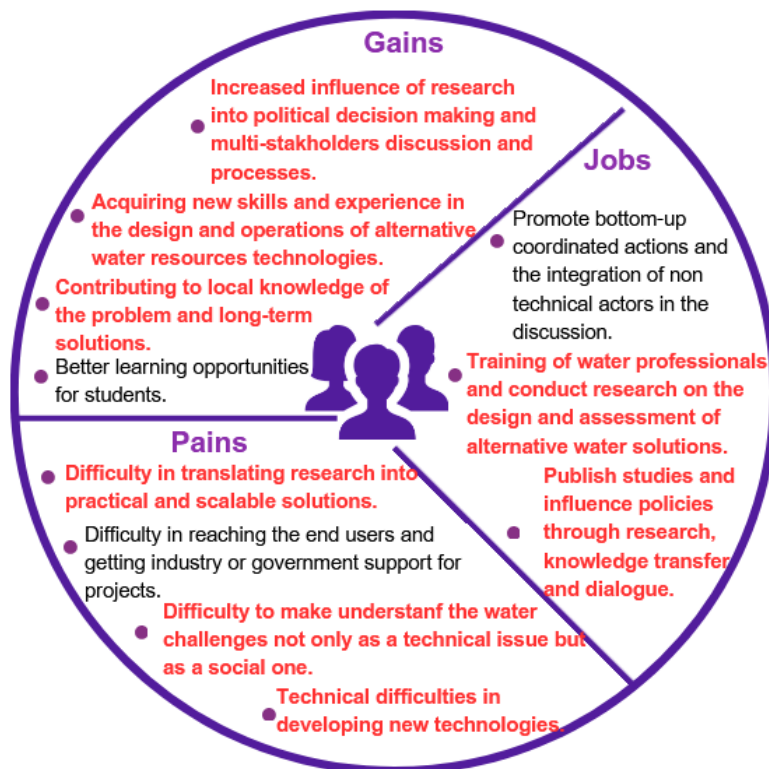 Gains
Increased influence of research
into political decision making and
multi-stakholders discussion and
processes.
Acquiring new skills and experience in
the design and operations of alternative
water resources technologies.
Contributing to local knowledge of
the problem and long-term
solutions.
Better learning opportunities
for students.
Jobs
Promote bottom-up
coordinated actions and
the integration of non
technical actors in the
discussion.
Training of water professionals
and conduct research on the
design and assessment of
alternative water solutions.
Publish studies and
influence policies
through research,
knowledge transfer
and dialogue.
Pains
Difficulty in translating research into
practical and scalable solutions.
Difficulty in reaching the end users and
getting industry or government support for
projects.
Difficulty to make understanf the water
challenges not only as a technical issue but
as a social one.
Technical difficulties in
developing new technologies.